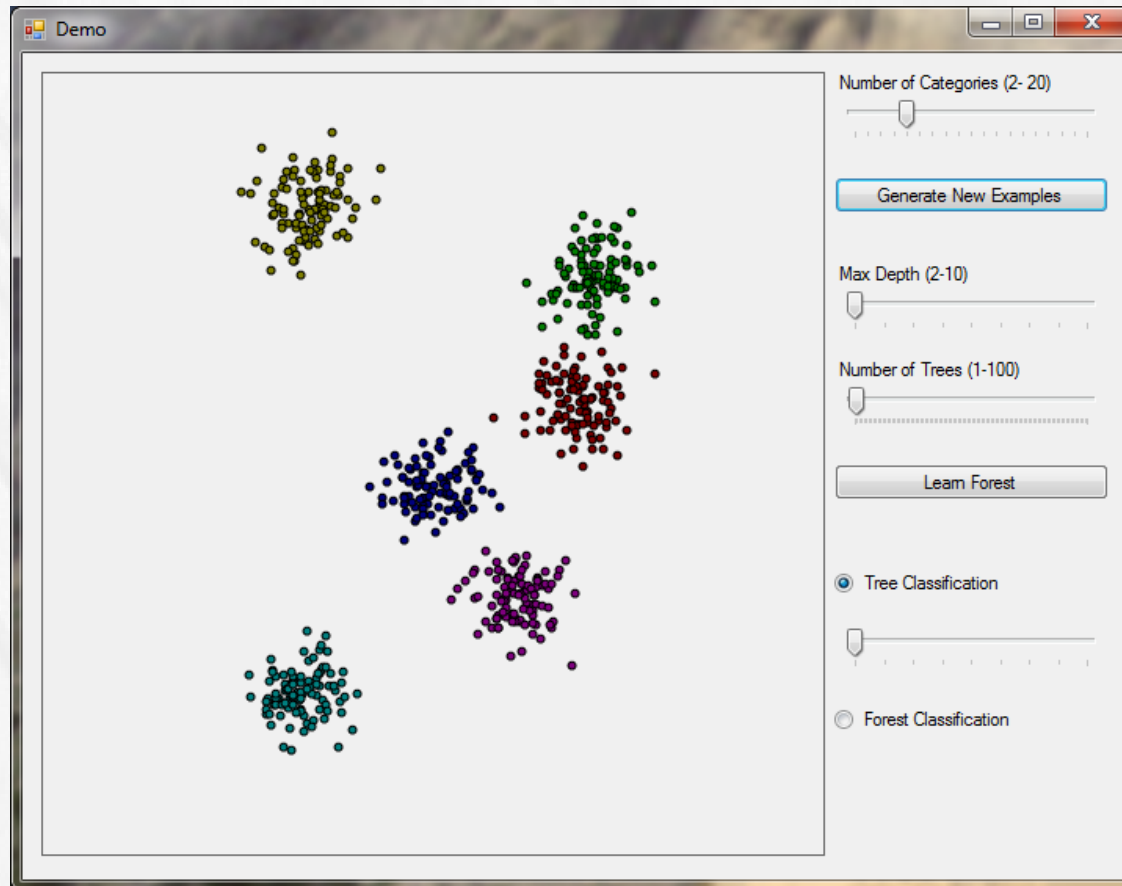 Demo
Number of Categories (2- 20)
Generate New Examples
Max Depth (2-10)
Number of Trees (1-100)
Learn Forest
Tree Classification
Forest Classification